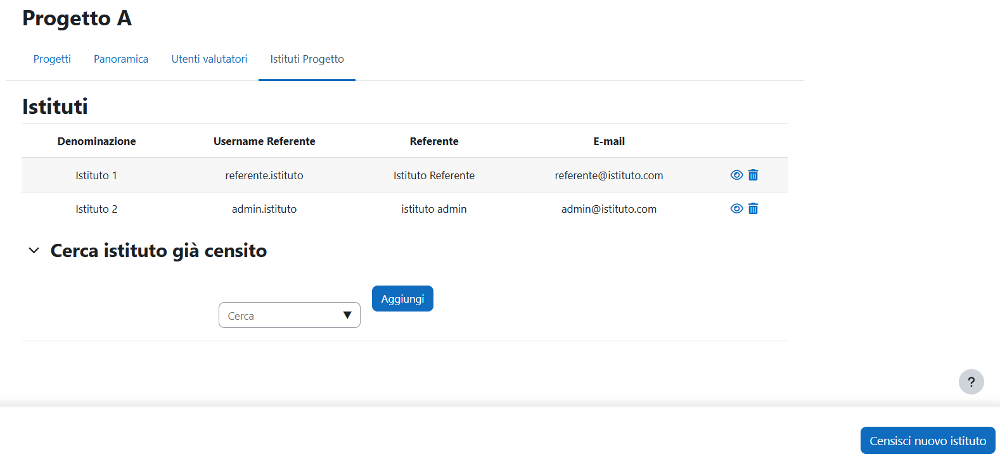 Progetto A
Progetti Panoramica Utenti valutatori Istituti Progetto
Istituti
Denominazione Username Referente Referente E-mail
Istituto 1 referente.istituto Istituto Referente referente@istituto.com
Istituto 2 admin.istituto istituto admin admin@istituto.com
Cerca istituto già censito
Aggiungi
Cerca
?
Censisci nuovo istituto